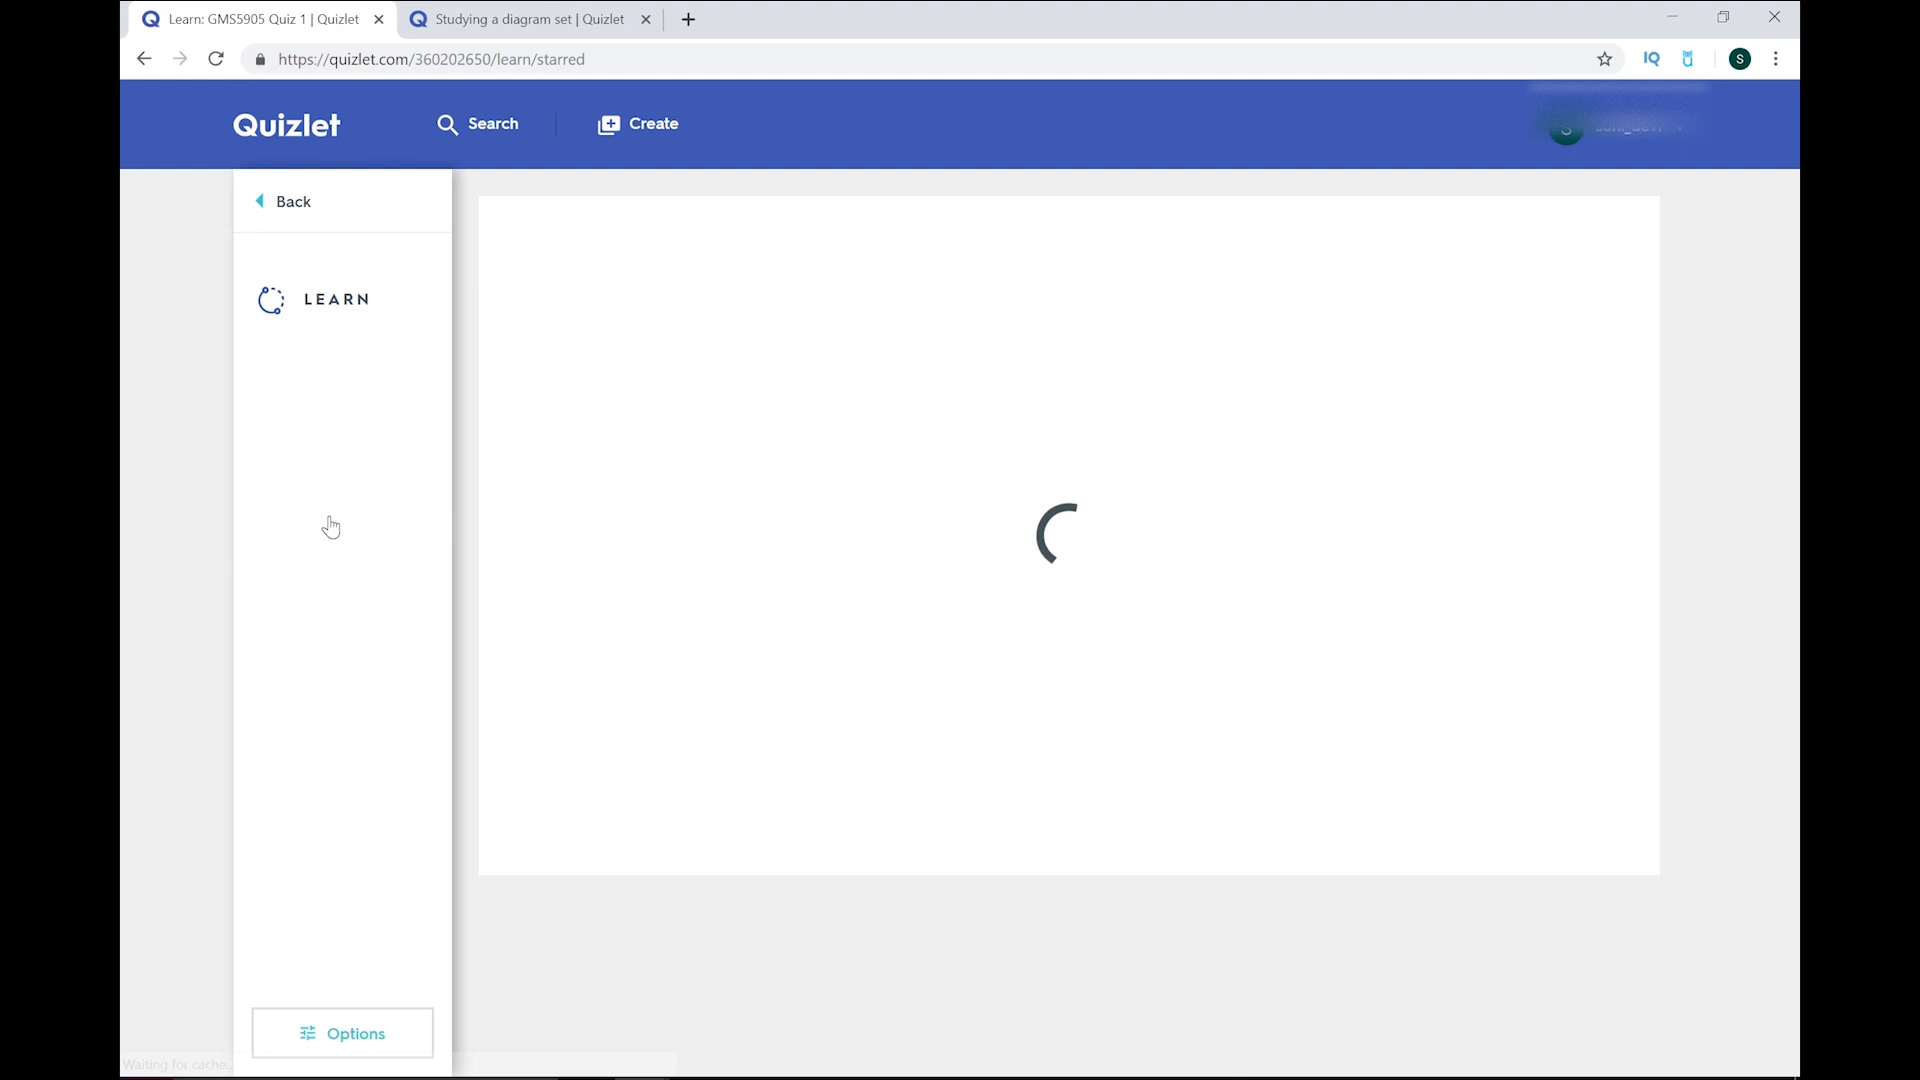 Learn: GMS5905 Quiz 1 | Quizlet
Studying a diagram set | Quizlet
https://quizlet.com/360202650/learn/starred
IQ
S
Quizlet
Search
Create
Back
LEARN
Options
Waiting for cache...